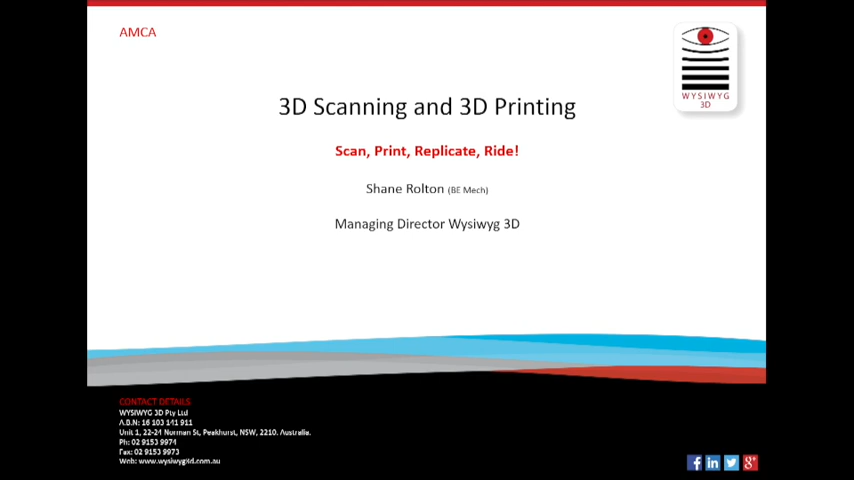 AMCA
WYSIWYG
3D
3D Scanning and 3D Printing
Scan, Print, Replicate, Ride!
Shane Rolton (BE Mech)
Managing Director Wysiwyg 3D
CONTACT DETAILS
WYSIWYG 3D Pty Ltd
A.B.N: 16 103 141 911
Unit 1, 22-24 Norman St, Peakhurst, NSW, 2210. Australia.
Ph: 02 9153 9974
Fax: 02 9153 9973
Web: www.wysiwyg3d.com.au